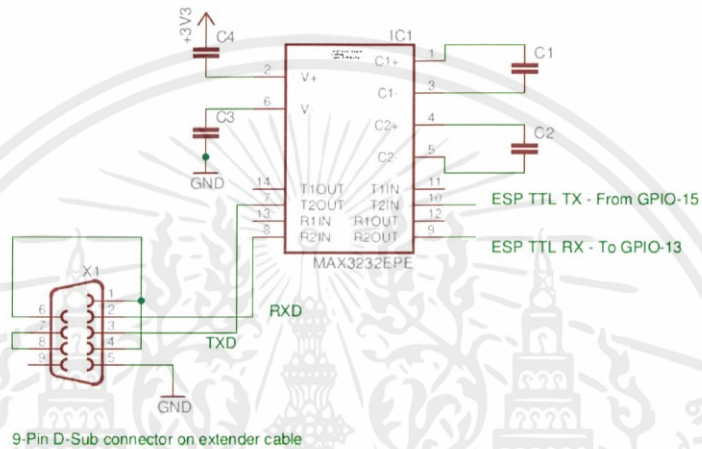 +3V3
C4
IC1
2
V+
C1+
1
C1
C1-
3
6
V
C3
C2+
4
C2
C2-
5
GND
14
T1OUT
T1IN
11
7
T2OUT
T2IN
10
ESP TTL TX - From GPIO-15
13
R1IN
R1OUT
12
8
R2IN
R2OUT
9
ESP TTL RX - To GPIO-13
MAX3232EPE
X1
1
6
2
RXD
7
3
TXD
8
4
9
5
GND
9-Pin D-Sub connector on extender cable